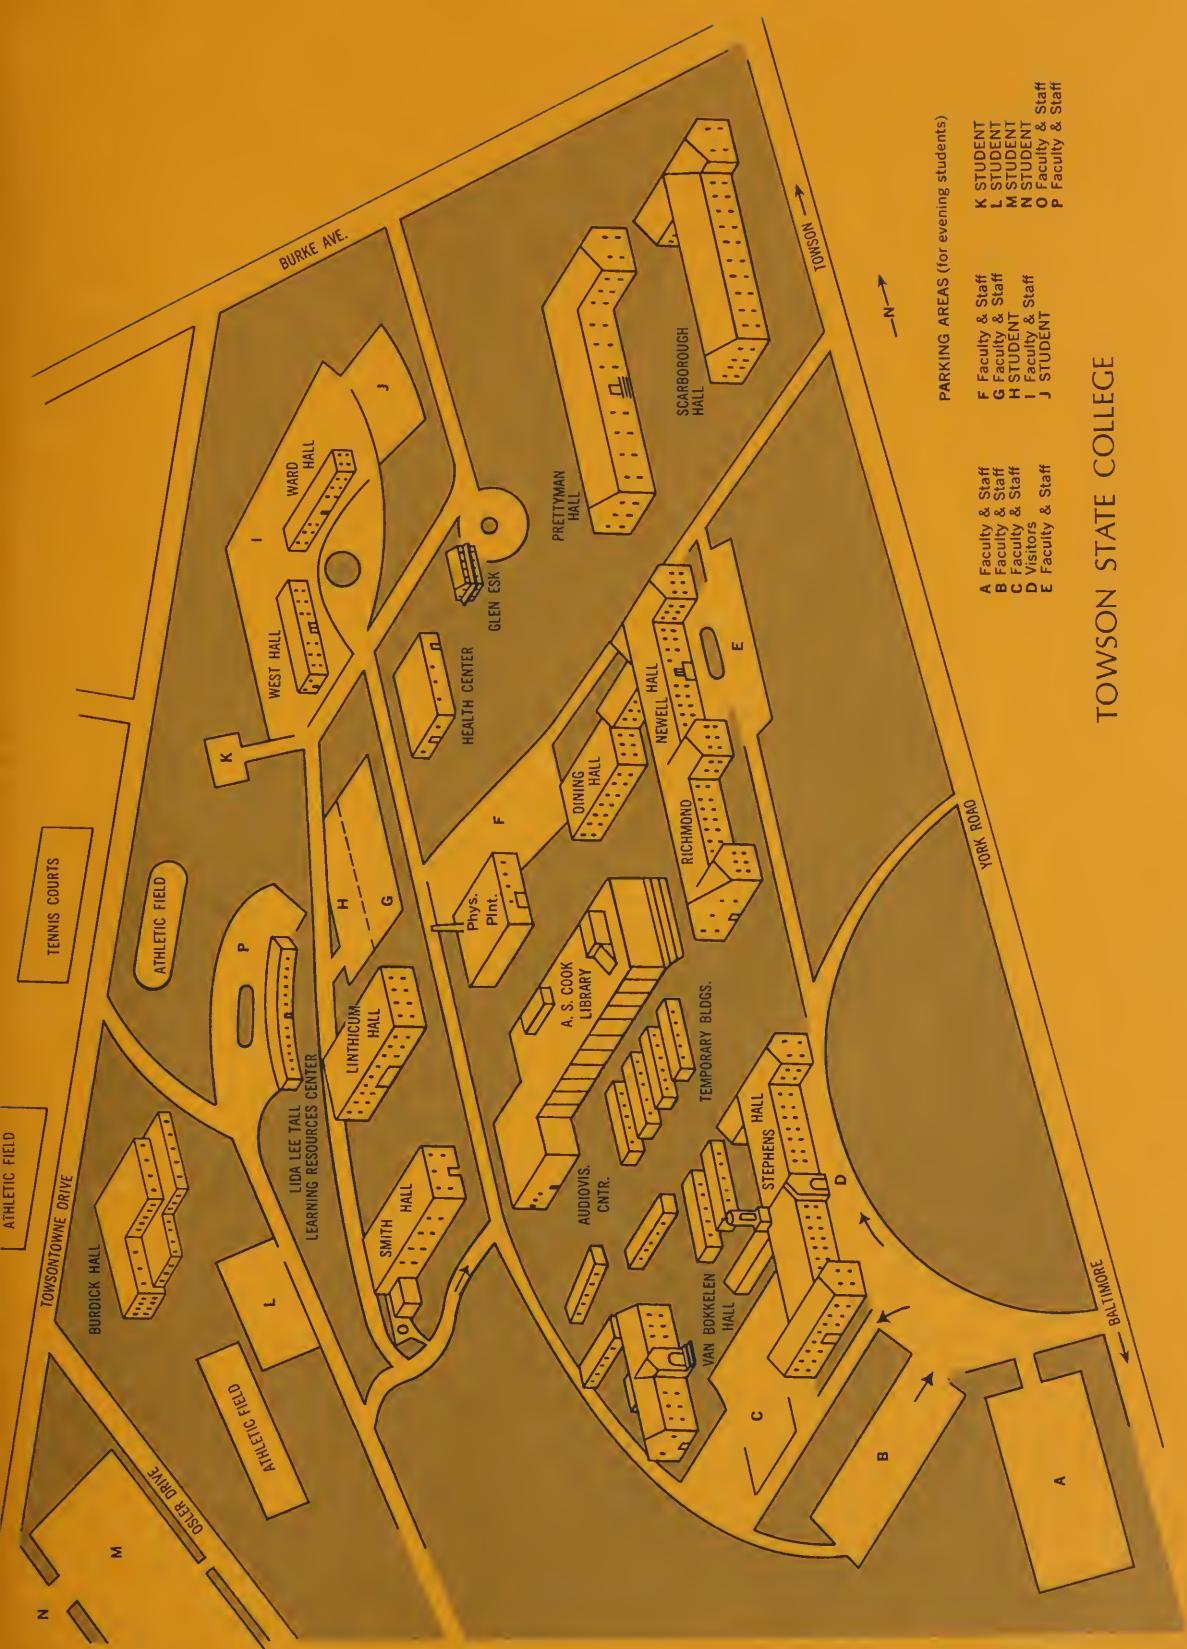 ATHLETIC FIELD
TENNIS COURTS
TOWSONTOWNE DRIVE
BURKE AVE.
N
M
OSLER DRIVE
ATHLETIC FIELD
L
BURDICK HALL
ATHLETIC FIELD
P
K
LIDA LEE TALL
LEARNING RESOURCES CENTER
WEST HALL
I
WARD
HALL
J
O
SMITH
HALL
LINTHICUM
HALL
H
G
HEALTH CENTER
GLEN ESK
Phys.
Plnt.
F
A. S. COOK
LIBRARY
DINING
HALL
PRETTYMAN
HALL
SCARBOROUGH
HALL
AUDIOVIS.
CNTR.
TEMPORARY BLDGS.
RICHMOND
NEWELL
HALL
E
VAN BOKKELEN
HALL
STEPHENS
HALL
D
C
B
A
BALTIMORE
YORK ROAD
TOWSON
N
PARKING AREAS (for evening students)
A Faculty & Staff
B Faculty & Staff
C Faculty & Staff
D Visitors
E Faculty & Staff
F Faculty & Staff
G Faculty & Staff
H STUDENT
I Faculty & Staff
J STUDENT
K STUDENT
L STUDENT
M STUDENT
N STUDENT
O Faculty & Staff
P Faculty & Staff
TOWSON STATE COLLEGE